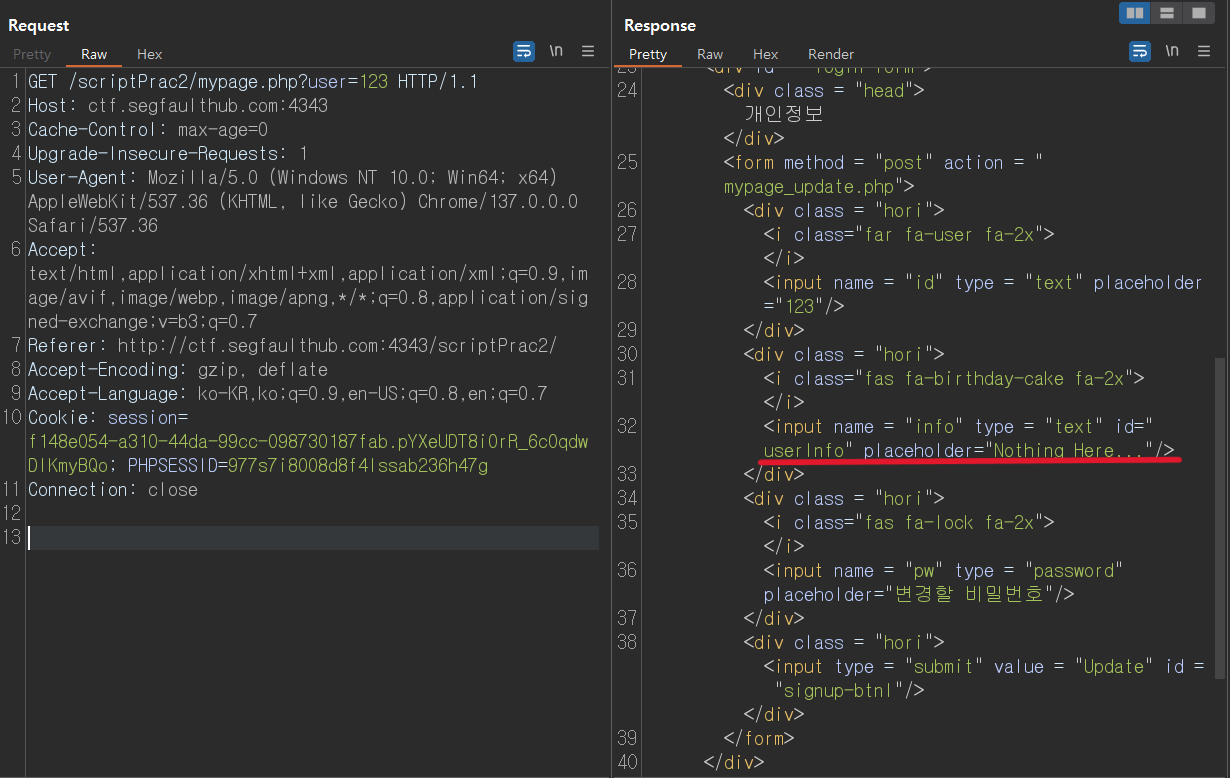 Request
Pretty Raw Hex
\n
1 GET /scriptPrac2/mypage.php?user=123 HTTP/1.1
2 Host: ctf.segfaulthub.com:4343
3 Cache-Control: max-age=0
4 Upgrade-Insecure-Requests: 1
5 User-Agent: Mozilla/5.0 (Windows NT 10.0; Win64; x64)
AppleWebKit/537.36 (KHTML, like Gecko) Chrome/137.0.0.0
Safari/537.36
6 Accept:
text/html,application/xhtml+xml,application/xml;q=0.9,im
age/avif,image/webp,image/apng,*/*;q=0.8,application/sig
ned-exchange;v=b3;q=0.7
7 Referer: http://ctf.segfaulthub.com:4343/scriptPrac2/
8 Accept-Encoding: gzip, deflate
9 Accept-Language: ko-KR,ko;q=0.9,en-US;q=0.8,en;q=0.7
10 Cookie: session=
f148e054-a310-44da-99cc-098730187fab.pYXeUDT8i0rR_6c0qdw
DIKmyBQo; PHPSESSID=977s7i8008d8f4lssab236h47g
11 Connection: close
12
13
Response
Pretty Raw Hex Render
\n
23 <div id = "login-form">
24 <div class = "head">
개인정보
</div>
25 <form method = "post" action = "
mypage_update.php">
26 <div class = "hori">
27 <i class="far fa-user fa-2x">
</i>
28 <input name = "id" type = "text" placeholder
="123"/>
29 </div>
30 <div class = "hori">
31 <i class="fas fa-birthday-cake fa-2x">
</i>
32 <input name = "info" type = "text" id="
userInfo" placeholder="Nothing Here..."/>
33 </div>
34 <div class = "hori">
35 <i class="fas fa-lock fa-2x">
</i>
36 <input name = "pw" type = "password"
placeholder="변경할 비밀번호"/>
37 </div>
38 <div class = "hori">
<input type = "submit" value = "Update" id =
"signup-btnl"/>
</div>
39 </form>
40 </div>